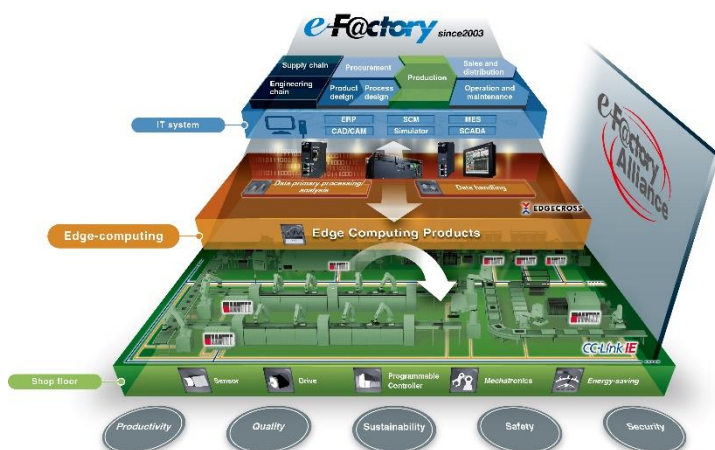 e-F@ctory since2003
Supply chain
Procurement
Production
Sales and
distribution
Engineering
chain
Product
design
Process
design
Operation and
maintenance
IT system
ERP
SCM
MES
CAD/CAM
Simulator
SCADA
e-F@ctory
Alliance
Data primary processing/
analysis
Data handling
EDGECROSS
Edge-computing
Edge Computing Products
CC-Link IE
Shop floor
Sensor
Drive
Programmable
Controller
Mechatronics
Energy-saving
Productivity
Quality
Sustainability
Safety
Security